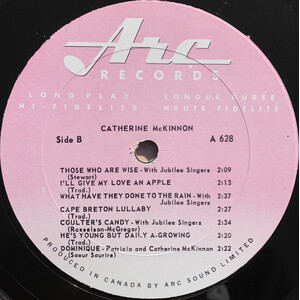 Arc
RECORDS
LONG PLAY LONGUE DUREE
HI-FIDELITY HAUTE FIDELITE
CATHERINE McKINNON
Side B A 628
THOSE WHO ARE WISE - With Jubilee Singers 2:09
(Stewart)
I'LL GIVE MY LOVE AN APPLE 2:13
(Trad.)
WHAT HAVE THEY DONE TO THE RAIN - With 2:37
Jubilee Singers
CAPE BRETON LULLABY 2:27
(Trad.)
COULTER'S CANDY - With Jubilee Singers 2:34
(Rosselson-McGregor)
HE'S YOUNG BUT DAILY A-GROWING 2:20
(Trad.)
DOMINIQUE - Patricia and Catherine McKinnon 2:22
(Soeur Sourire)
PRODUCED IN CANADA BY ARC SOUND LIMITED